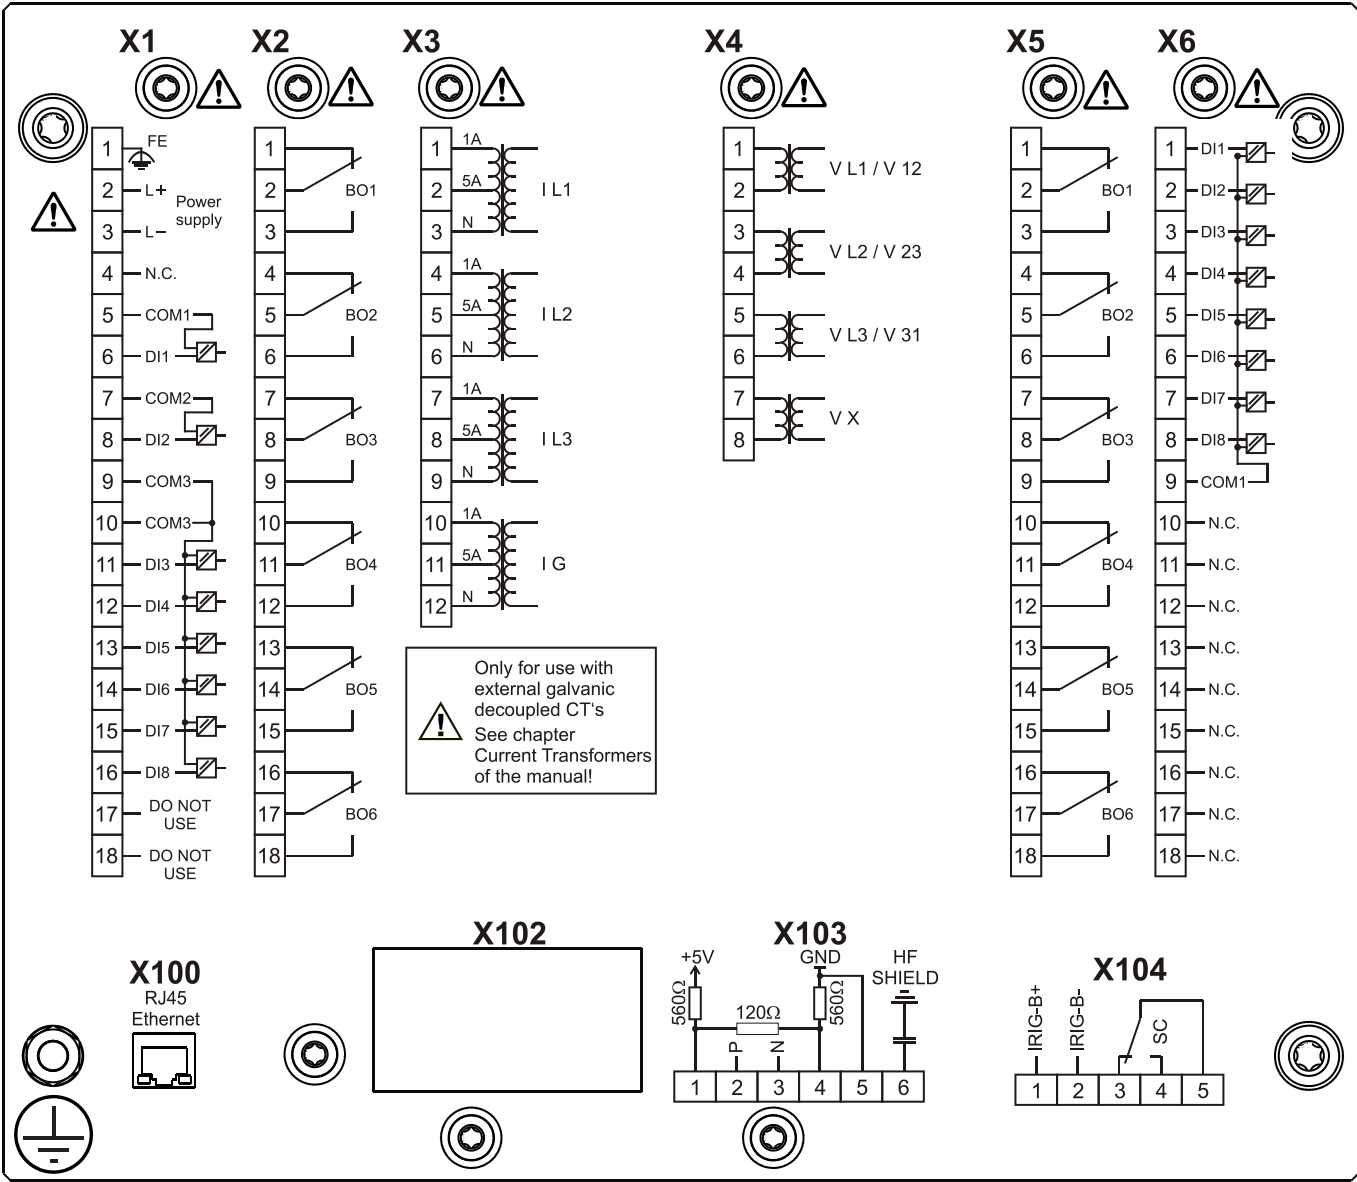 X1
X2
X3
X4
X5
X6
1 FE
2 L+
Power
supply
3 L–
4 N.C.
5 COM1
6 DI1
7 COM2
8 DI2
9 COM3
10 COM3
11 DI3
12 DI4
13 DI5
14 DI6
15 DI7
16 DI8
17 DO NOT
USE
18 DO NOT
USE
1
2 BO1
3
4
5 BO2
6
7
8 BO3
9
10
11 BO4
12
13
14 BO5
15
16
17 BO6
18
1 1A
2 5A I L1
3 N
4 1A
5 5A I L2
6 N
7 1A
8 5A I L3
9 N
10 1A
11 5A I G
12 N
Only for use with
external galvanic
decoupled CT‘s
See chapter
Current Transformers
of the manual!
1
V L1 / V 12
2
3
V L2 / V 23
4
5
V L3 / V 31
6
7
V X
8
1
2 BO1
3
4
5 BO2
6
7
8 BO3
9
10
11 BO4
12
13
14 BO5
15
16
17 BO6
18
1 DI1
2 DI2
3 DI3
4 DI4
5 DI5
6 DI6
7 DI7
8 DI8
9 COM1
10 N.C.
11 N.C.
12 N.C.
13 N.C.
14 N.C.
15 N.C.
16 N.C.
17 N.C.
18 N.C.
X100
RJ45
Ethernet
X102
X103
+5V
GND
HF
SHIELD
560Ω
120Ω
560Ω
P
N
1 2 3 4 5 6
X104
IRIG-B+
IRIG-B-
SC
1 2 3 4 5